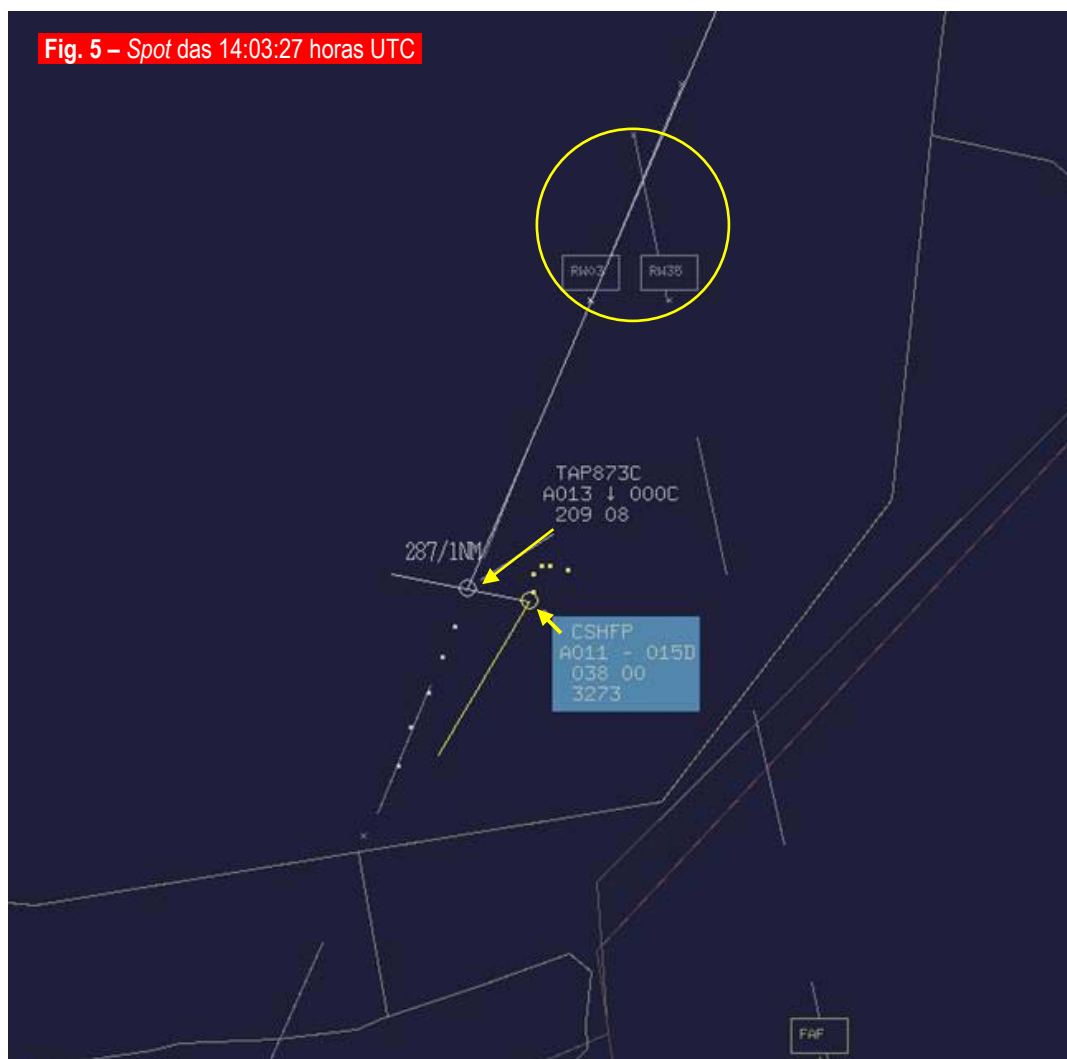 Fig. 5 – Spot das 14:03:27 horas UTC
RW03
RW35
TAP873C
A013 ↓ 000C
209 08
287/1NM
CSHFP
A011 - 015D
038 00
3273
FAF